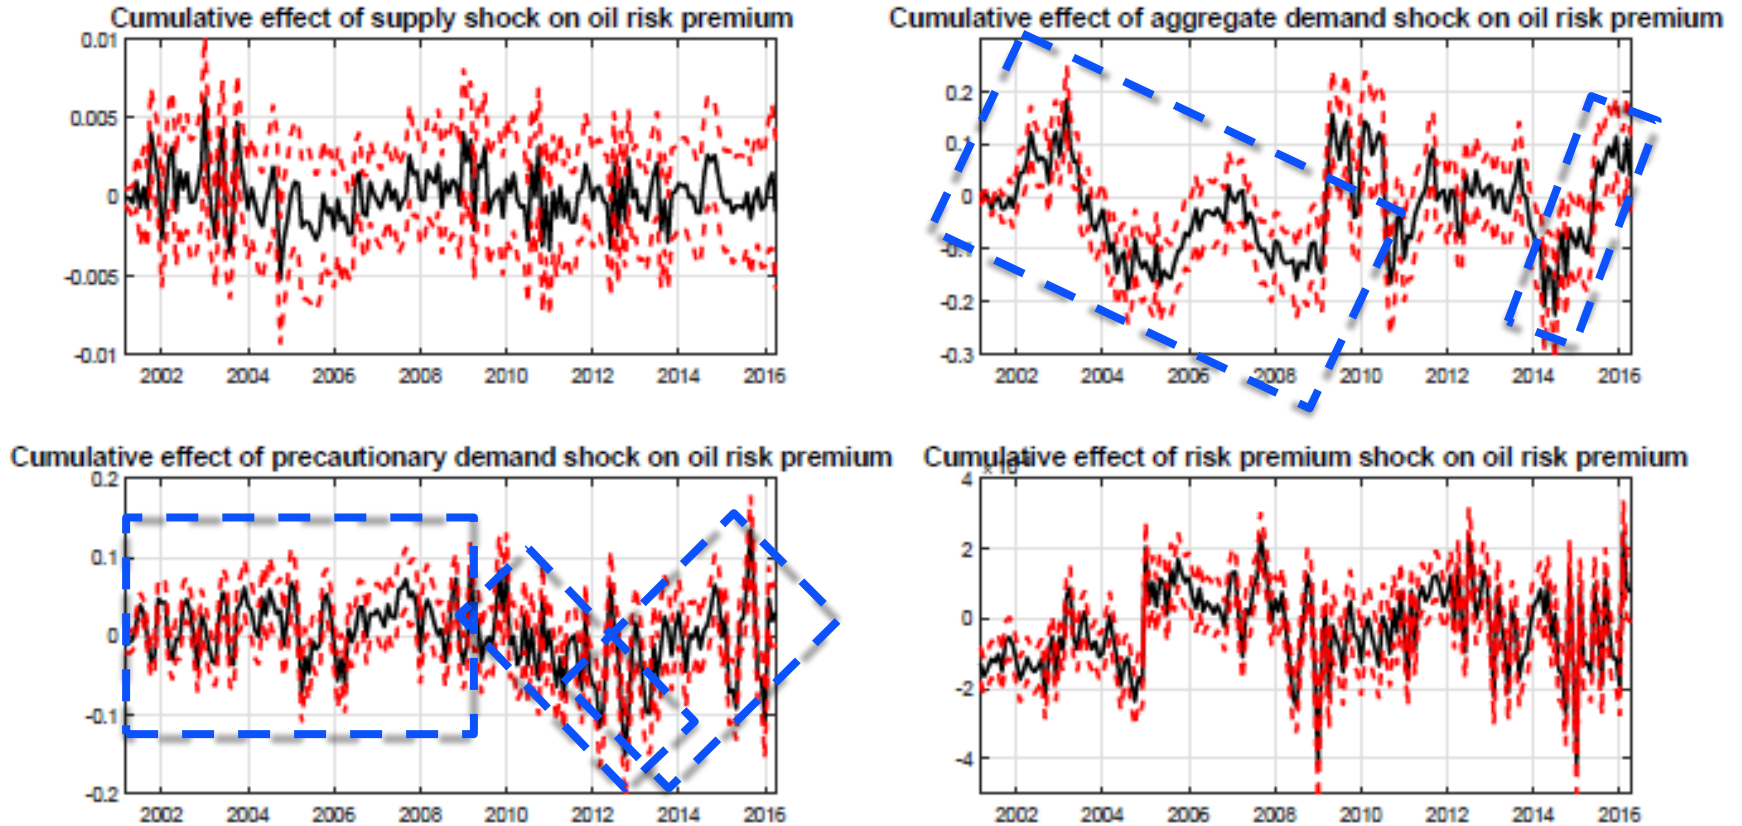 Cumulative effect of supply shock on oil risk premium
0.01
0.005
0
-0.005
-0.01
2002 2004 2006 2008 2010 2012 2014 2016
Cumulative effect of aggregate demand shock on oil risk premium
0.2
0.1
0
-0.1
-0.2
-0.3
2002 2004 2006 2008 2010 2012 2014 2016
Cumulative effect of precautionary demand shock on oil risk premium
0.2
0.1
0
-0.1
-0.2
2002 2004 2006 2008 2010 2012 2014 2016
Cumulative effect of risk premium shock on oil risk premium
4
2
0
-2
-4
2002 2004 2006 2008 2010 2012 2014 2016